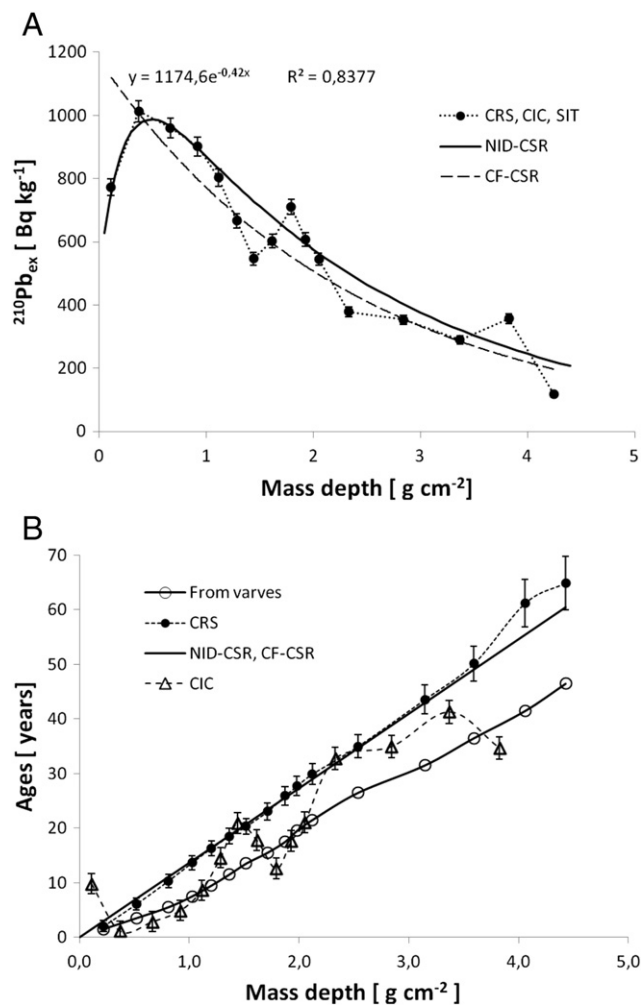 A
y = 1174,6e^-0,42x R² = 0,8377
CRS, CIC, SIT
NID-CSR
CF-CSR
1200
1000
800
600
400
200
0
²¹⁰Pbₑₓ [ Bq kg⁻¹]
0 1 2 3 4 5
Mass depth [ g cm⁻²]
B
From varves
CRS
NID-CSR, CF-CSR
CIC
70
60
50
40
30
20
10
0
Ages [ years]
0,0 1,0 2,0 3,0 4,0 5,0
Mass depth [ g cm⁻²]